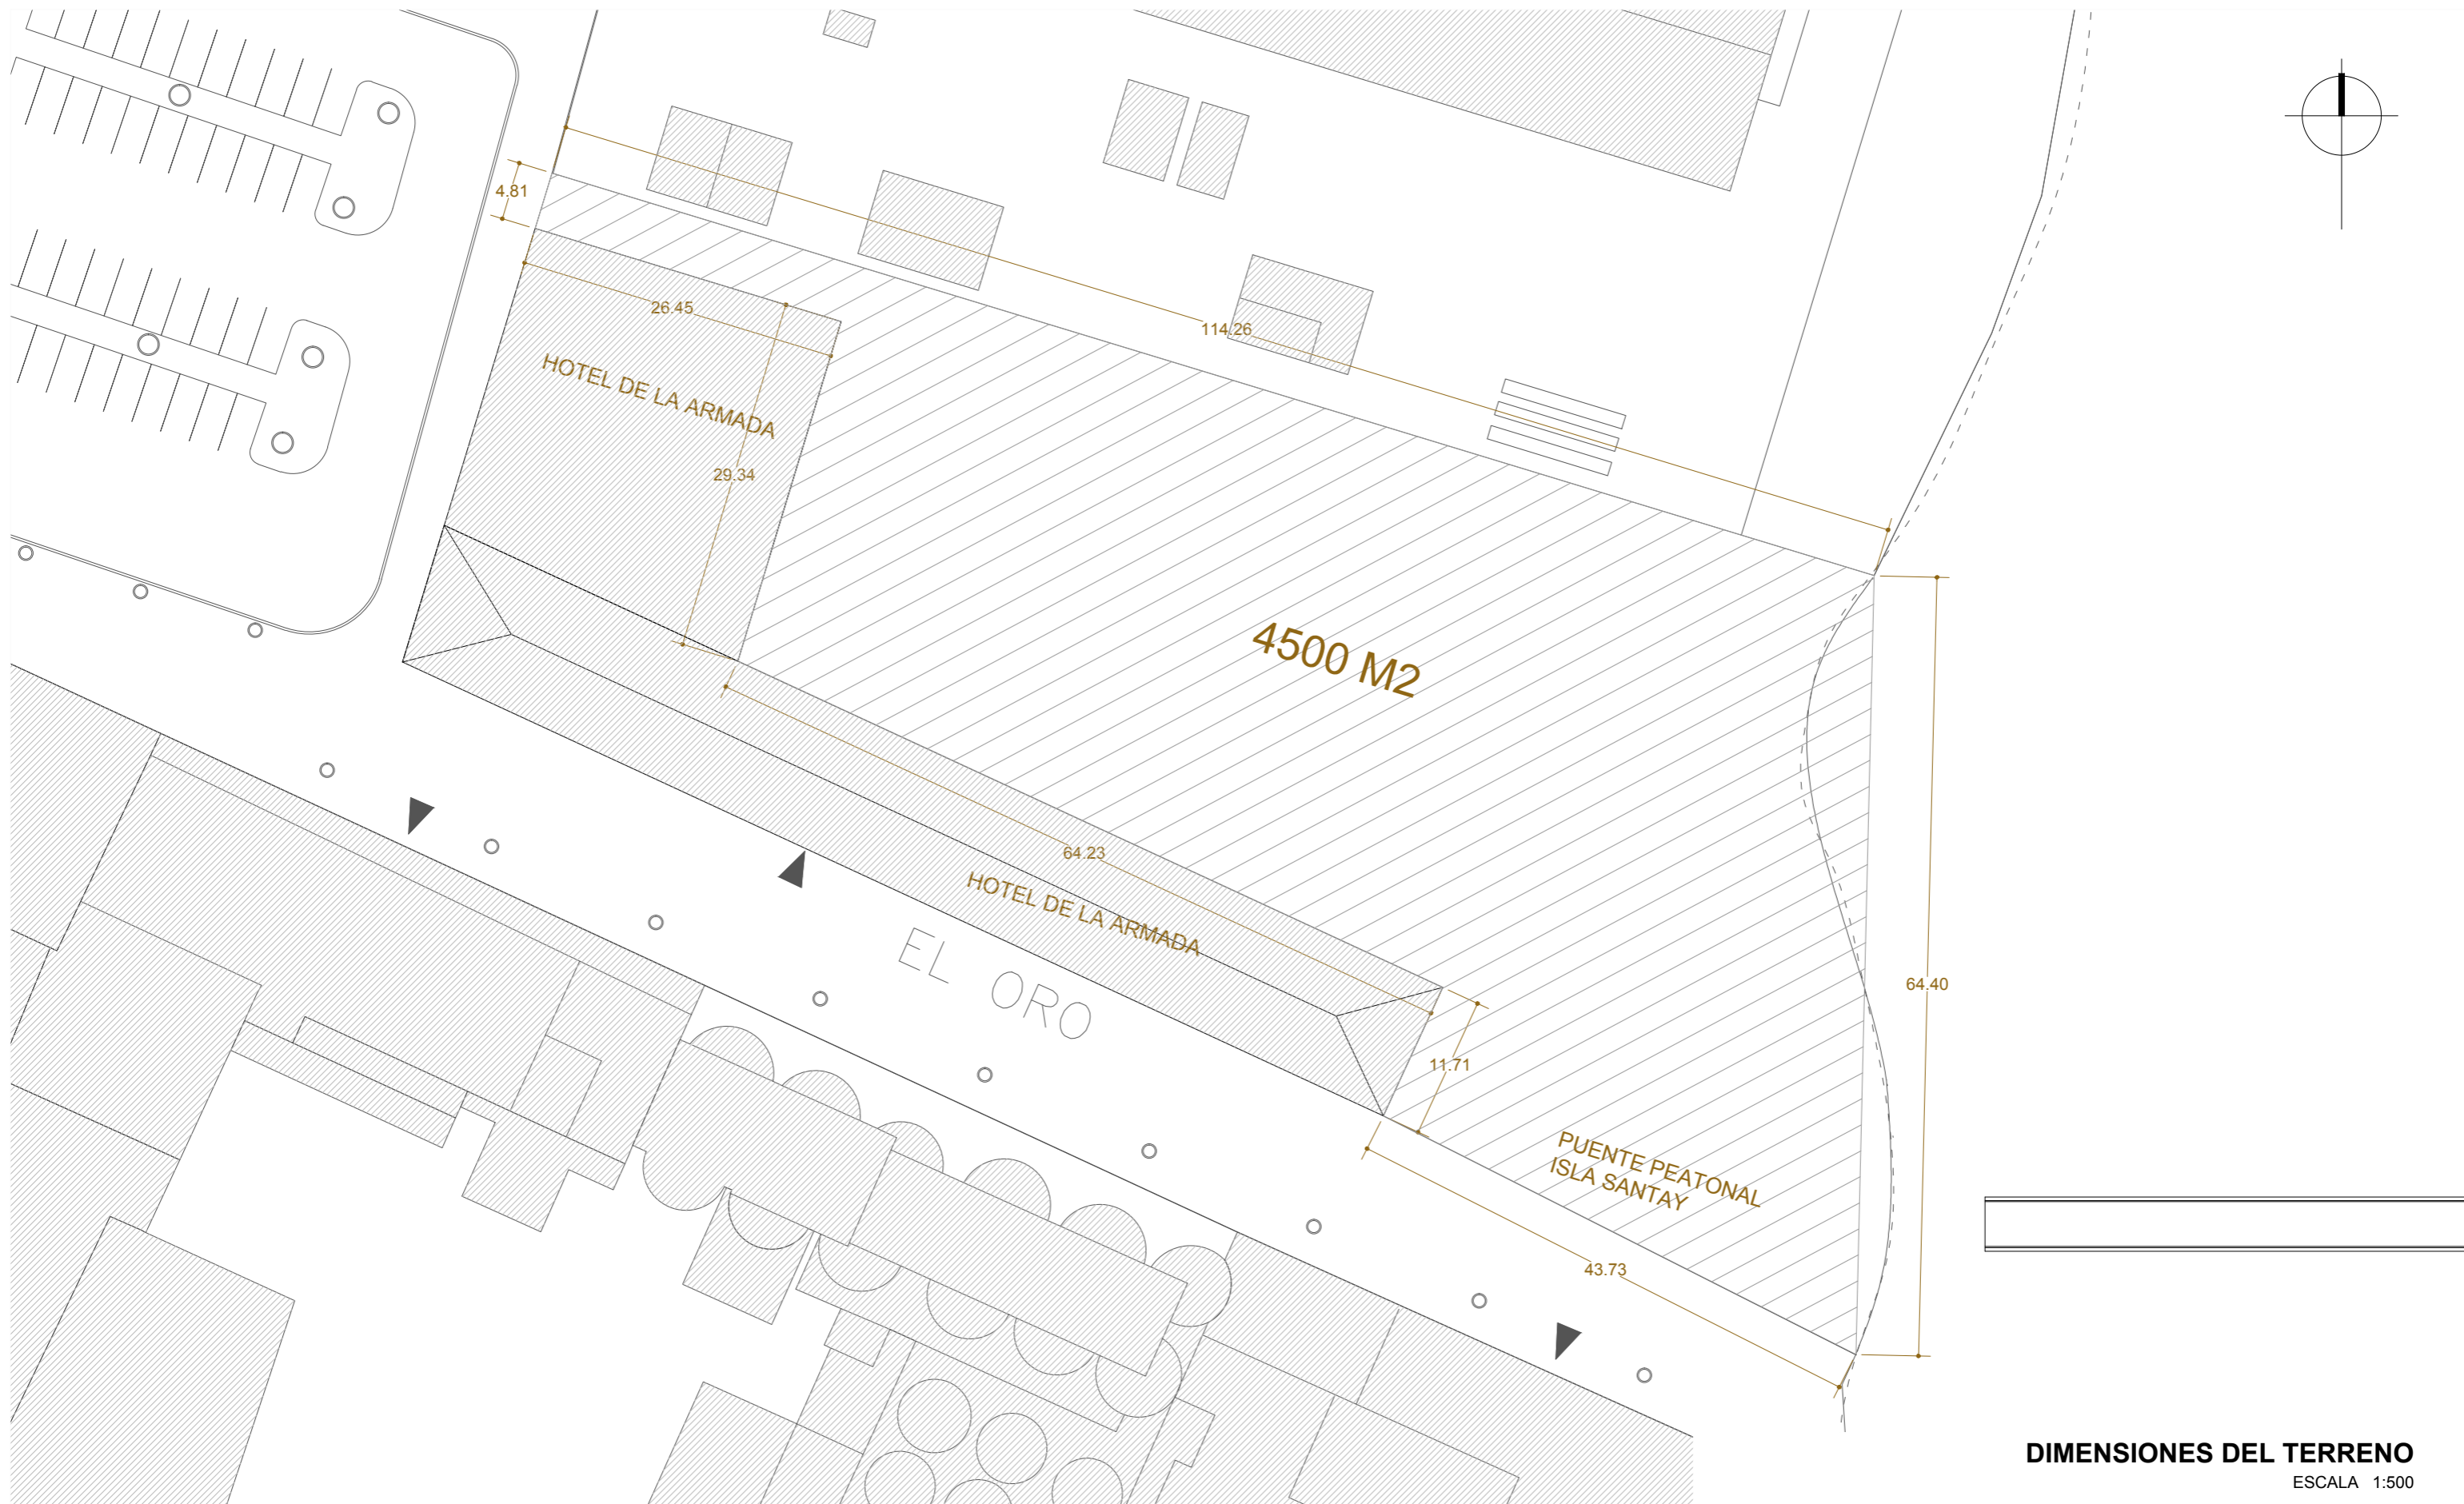 4.81
26.45
114.26
HOTEL DE LA ARMADA
29.34
4500 M2
64.23
HOTEL DE LA ARMADA
EL ORO
64.40
11.71
PUENTE PEATONAL
ISLA SANTAY
43.73
DIMENSIONES DEL TERRENO
ESCALA 1:500